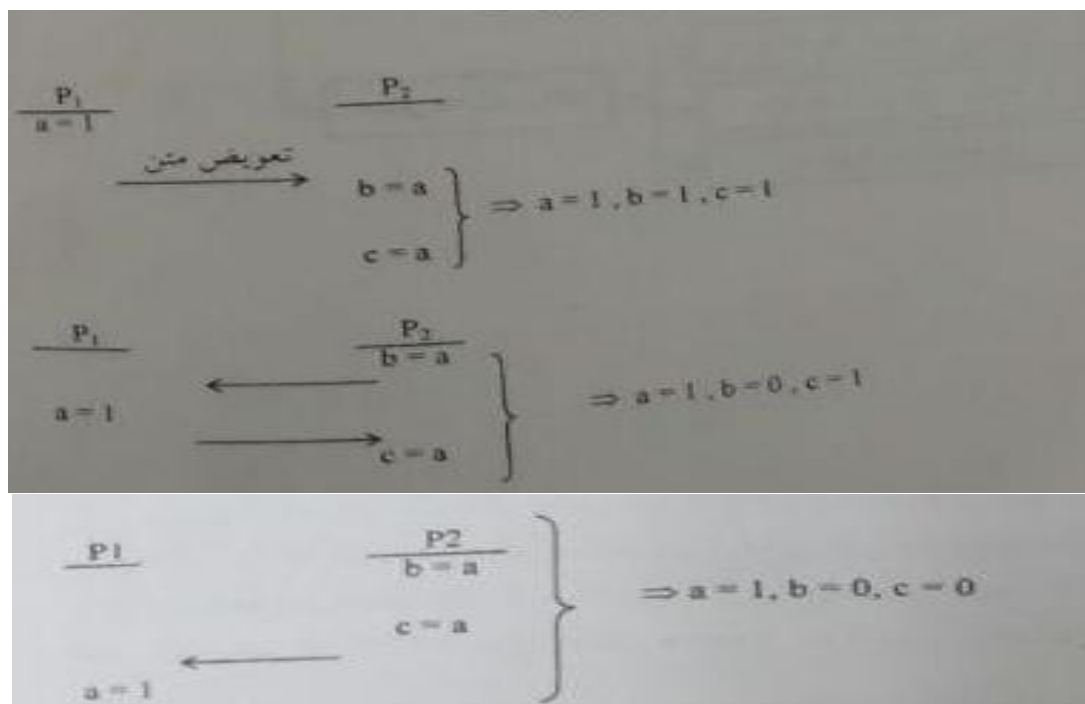 P₁ P₂
a = 1
تعویض متن
b = a
⇒ a = 1 , b = 1 , c = 1
c = a
P₁ P₂
b = a
a = 1
⇒ a = 1 , b = 0 , c = 1
c = a
P1 P2
b = a
⇒ a = 1, b = 0, c = 0
c = a
a = 1